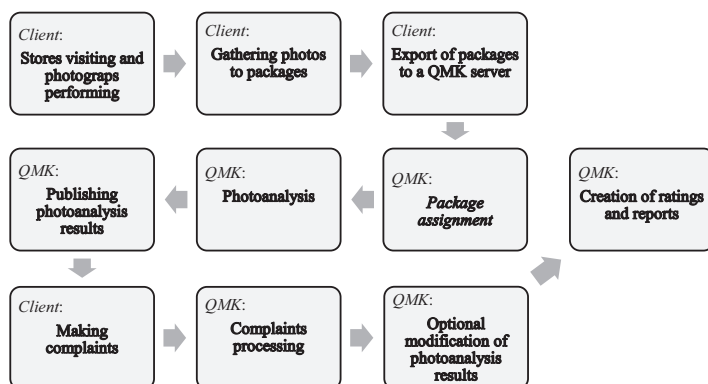 Client:
Stores visiting and
photograps
performing
Client:
Gathering photos
to packages
Client:
Export of packages
to a QMK server
QMK:
Package
assignment
QMK:
Photoanalysis
QMK:
Publishing
photoanalysis
results
Client:
Making
complaints
QMK:
Complaints
processing
QMK:
Optional
modification of
photoanalysis
results
QMK:
Creation of ratings
and reports